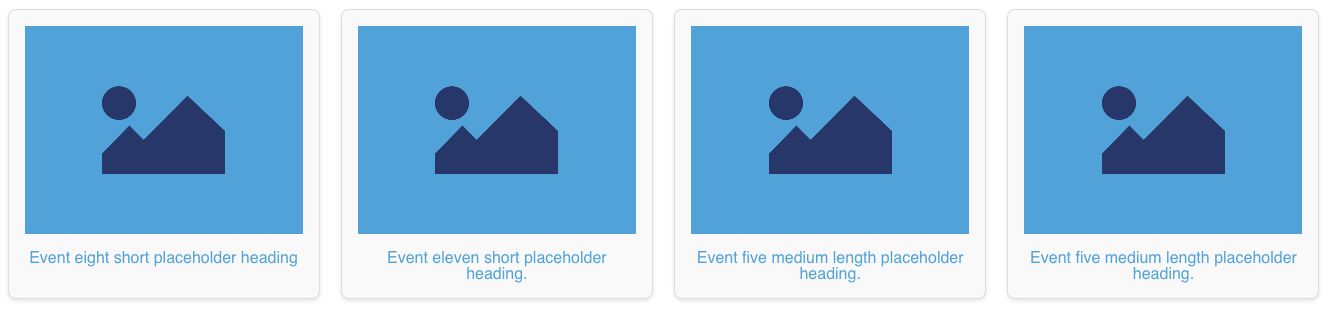 Event eight short placeholder heading
Event eleven short placeholder
heading.
Event five medium length placeholder
heading.
Event five medium length placeholder
heading.